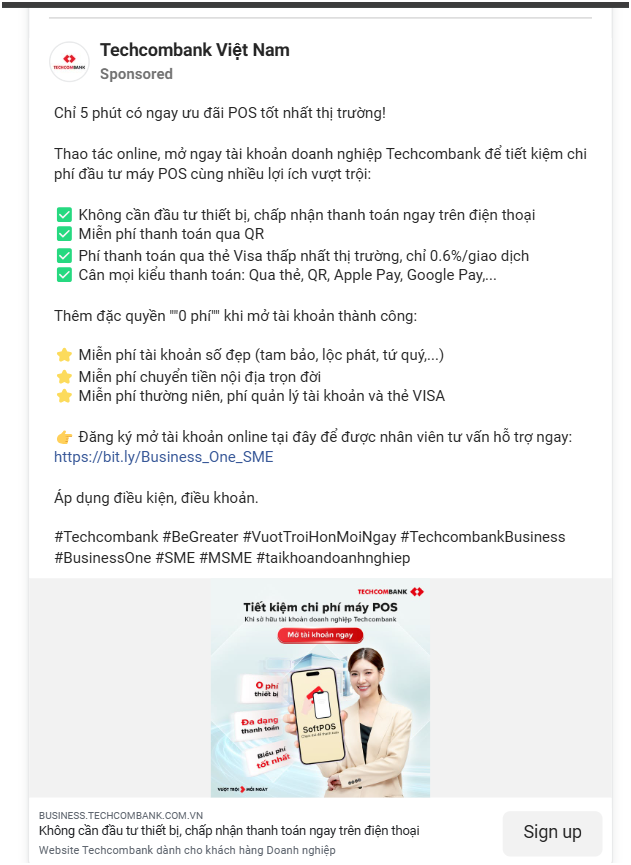 Techcombank Việt Nam
Sponsored
Chỉ 5 phút có ngay ưu đãi POS tốt nhất thị trường!
Thao tác online, mở ngay tài khoản doanh nghiệp Techcombank để tiết kiệm chi
phí đầu tư máy POS cùng nhiều lợi ích vượt trội:
✅ Không cần đầu tư thiết bị, chấp nhận thanh toán ngay trên điện thoại
✅ Miễn phí thanh toán qua QR
✅ Phí thanh toán qua thẻ Visa thấp nhất thị trường, chỉ 0.6%/giao dịch
✅ Cân mọi kiểu thanh toán: Qua thẻ, QR, Apple Pay, Google Pay,...
Thêm đặc quyền ""0 phí"" khi mở tài khoản thành công:
⭐ Miễn phí tài khoản số đẹp (tam bảo, lộc phát, tứ quý,...)
⭐ Miễn phí chuyển tiền nội địa trọn đời
⭐ Miễn phí thường niên, phí quản lý tài khoản và thẻ VISA
👉 Đăng ký mở tài khoản online tại đây để được nhân viên tư vấn hỗ trợ ngay:
https://bit.ly/Business_One_SME
Áp dụng điều kiện, điều khoản.
#Techcombank #BeGreater #VuotTroiHonMoiNgay #TechcombankBusiness
#BusinessOne #SME #MSME #taikhoandoanhnghiep
TECHCOMBANK
Tiết kiệm chi phí máy POS
Khi sở hữu tài khoản doanh nghiệp Techcombank
Mở tài khoản ngay
0 phí
thiết bị
Đa dạng
thanh toán
Biểu phí
tốt nhất
SoftPOS
VƯỢT TRỘI MỖI NGÀY
BUSINESS.TECHCOMBANK.COM.VN
Không cần đầu tư thiết bị, chấp nhận thanh toán ngay trên điện thoại
Website Techcombank dành cho khách hàng Doanh nghiệp
Sign up